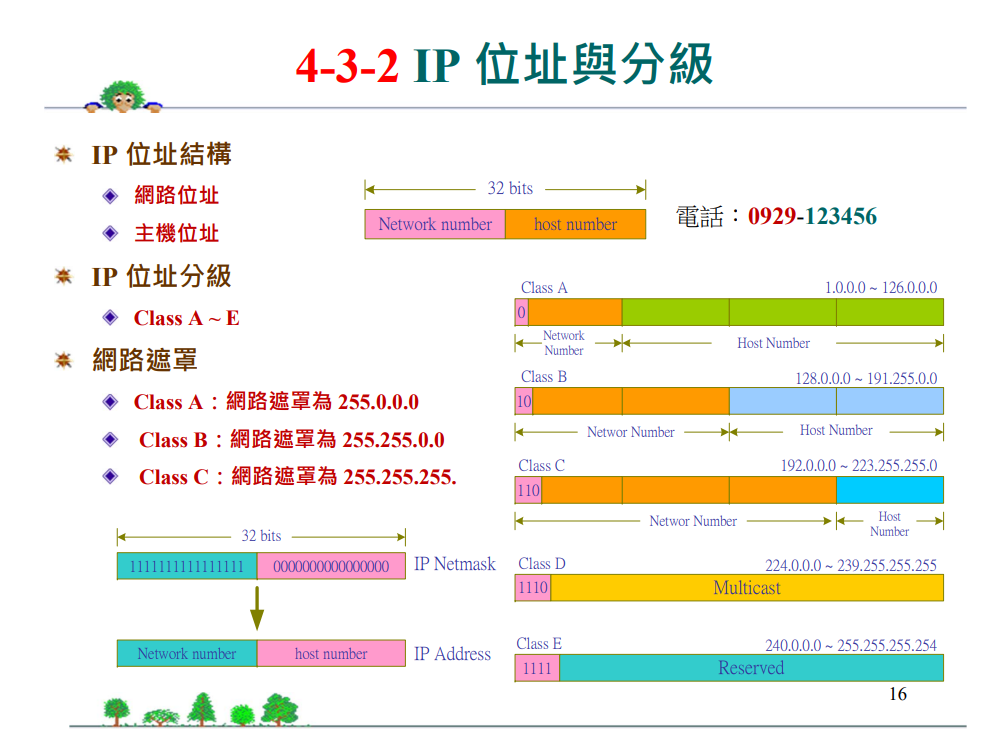 4-3-2 IP 位址與分級
IP 位址結構
網路位址
主機位址
IP 位址分級
Class A ~ E
網路遮罩
Class A：網路遮罩為 255.0.0.0
Class B：網路遮罩為 255.255.0.0
Class C：網路遮罩為 255.255.255.
32 bits
Network number host number
電話：0929-123456
Class A 1.0.0.0 ~ 126.0.0.0
0
Network
Number
Host Number
Class B 128.0.0.0 ~ 191.255.0.0
10
Networ Number Host Number
Class C 192.0.0.0 ~ 223.255.255.0
110
Networ Number
Host
Number
Class D 224.0.0.0 ~ 239.255.255.255
1110 Multicast
Class E 240.0.0.0 ~ 255.255.255.254
1111 Reserved
32 bits
1111111111111111 0000000000000000 IP Netmask
Network number host number IP Address
16